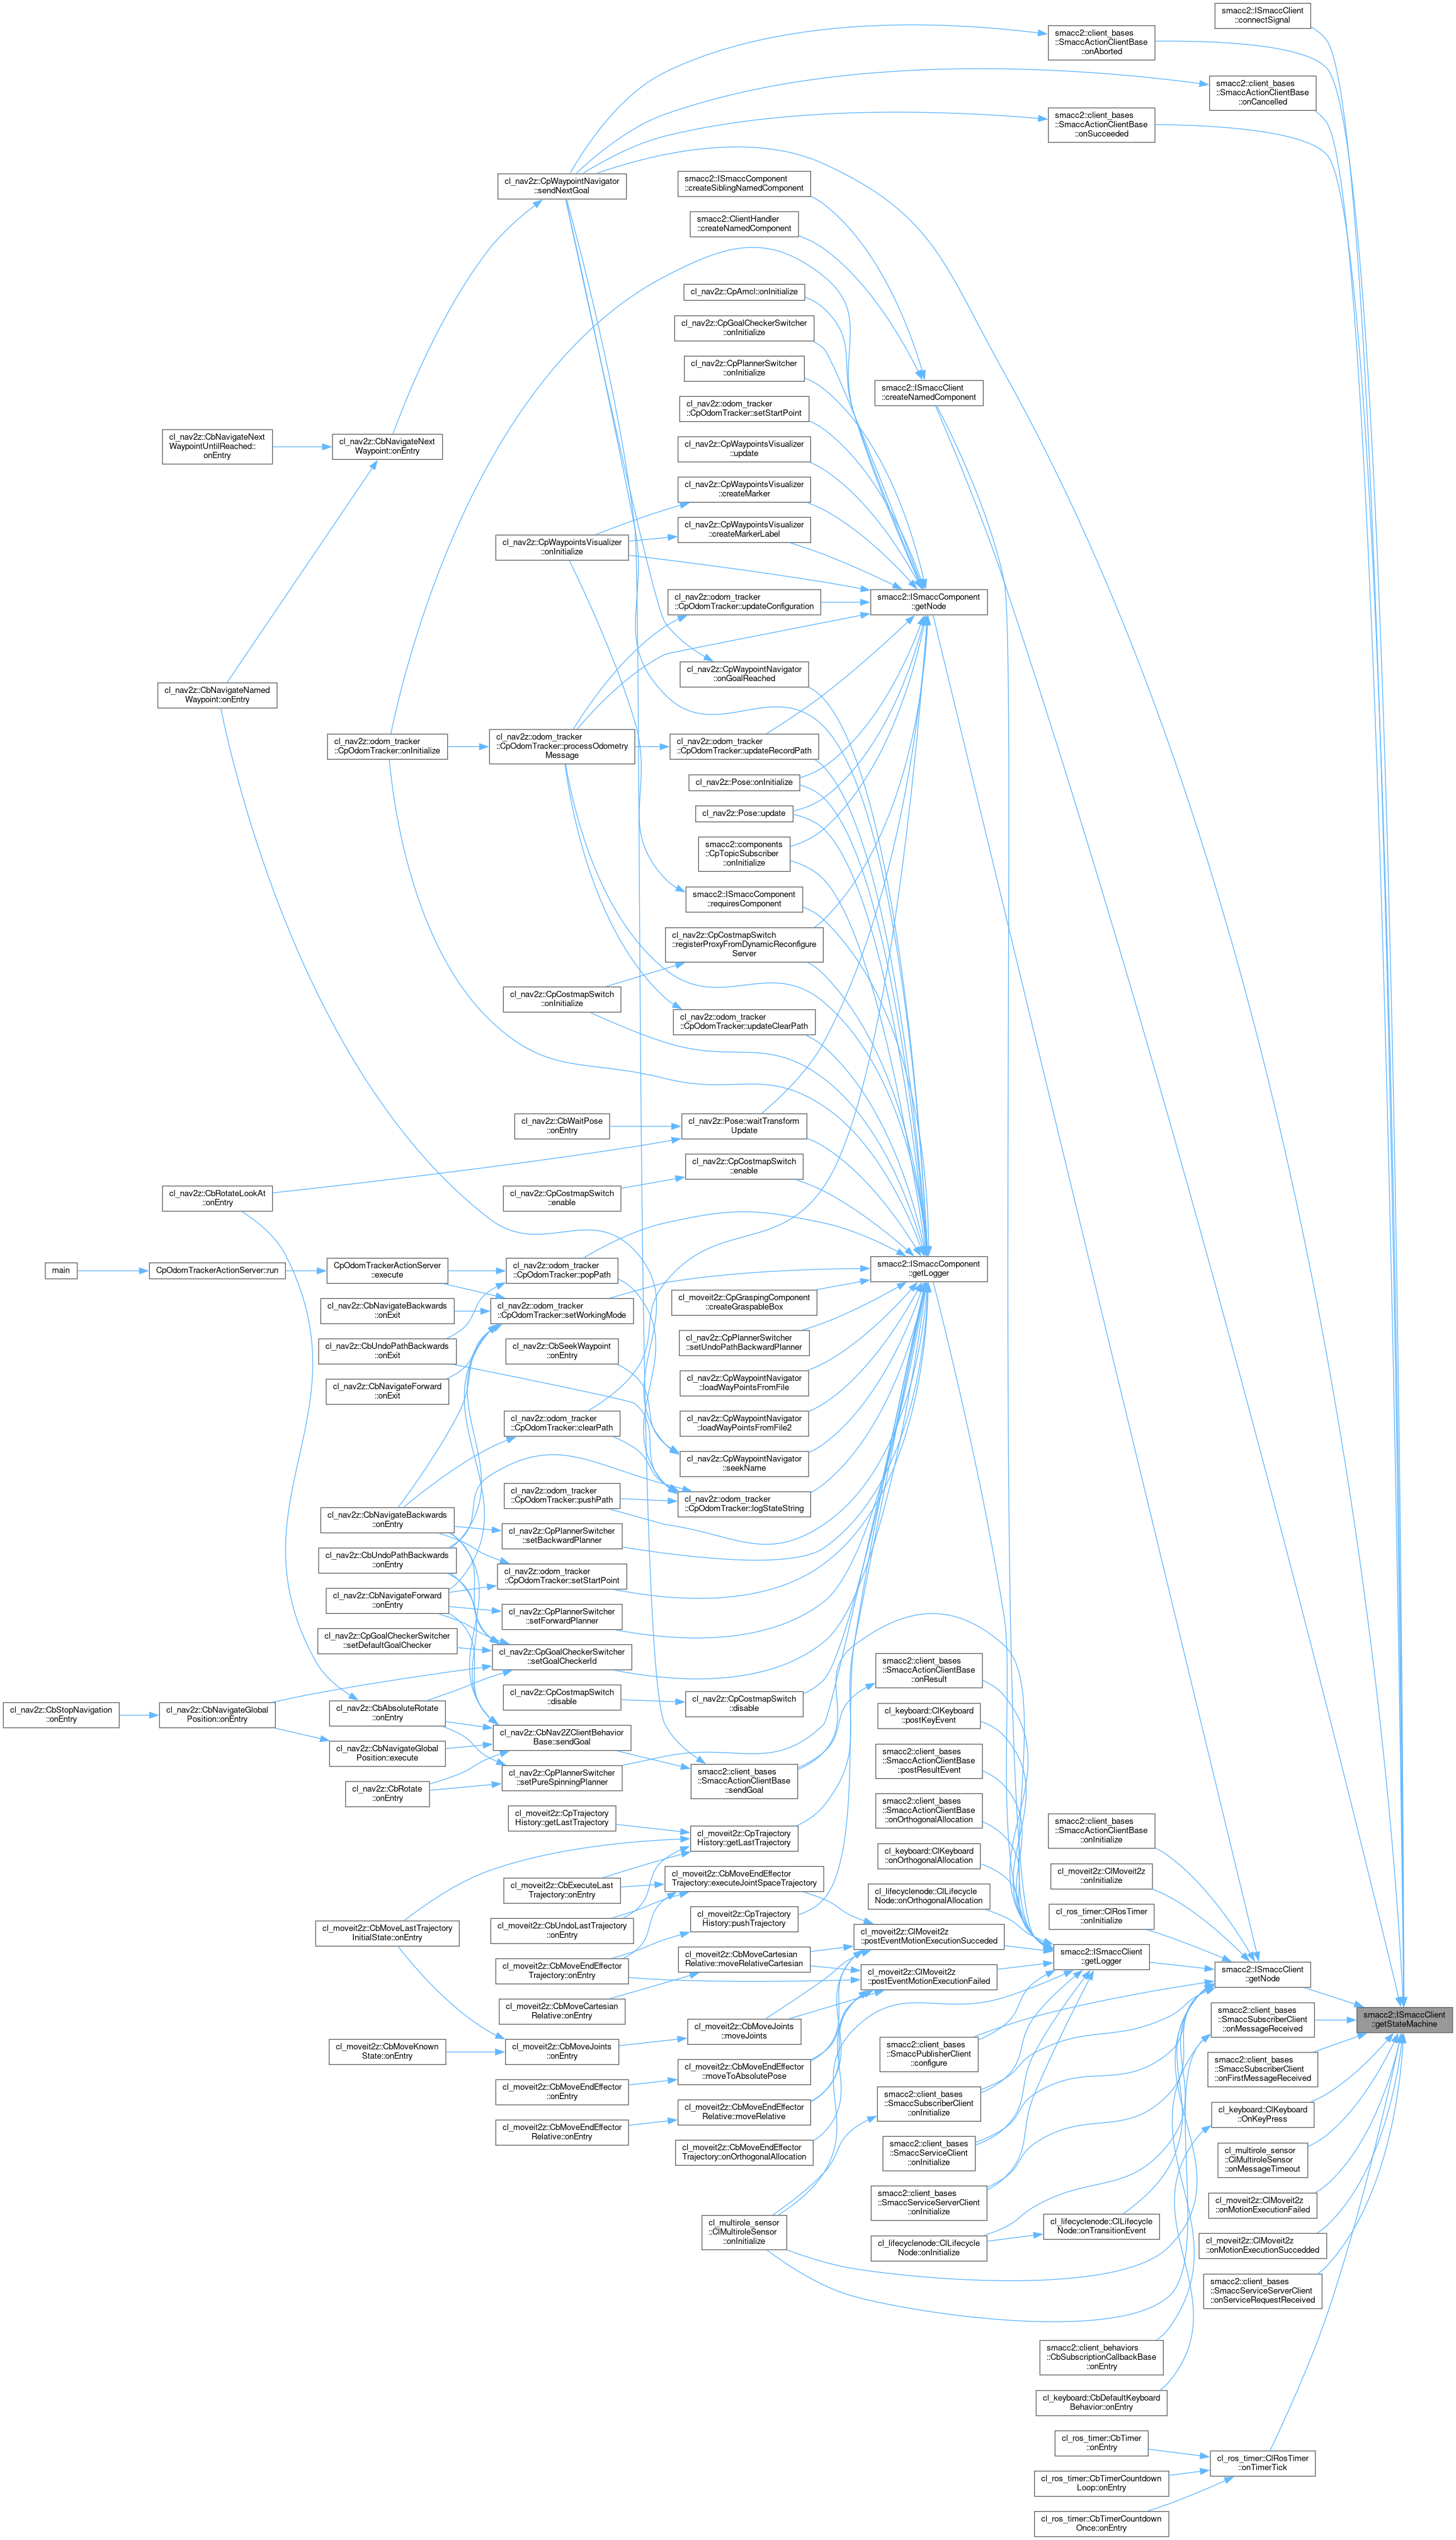 smacc2::ISmaccClient
::connectSignal
smacc2::client_bases
::SmaccActionClientBase
::onAborted
smacc2::client_bases
::SmaccActionClientBase
::onCancelled
smacc2::client_bases
::SmaccActionClientBase
::onSucceeded
cl_nav2z::CpWaypointNavigator
::sendNextGoal
smacc2::ISmaccComponent
::createSiblingNamedComponent
smacc2::ClientHandler
::createNamedComponent
cl_nav2z::CpAmcl::onInitialize
cl_nav2z::CpGoalCheckerSwitcher
::onInitialize
cl_nav2z::CpPlannerSwitcher
::onInitialize
smacc2::ISmaccClient
::createNamedComponent
cl_nav2z::odom_tracker
::CpOdomTracker::setStartPoint
cl_nav2z::CbNavigateNext
WaypointUntilReached::
onEntry
cl_nav2z::CbNavigateNext
Waypoint::onEntry
cl_nav2z::CpWaypointsVisualizer
::update
cl_nav2z::CpWaypointsVisualizer
::createMarker
cl_nav2z::CpWaypointsVisualizer
::createMarkerLabel
cl_nav2z::CpWaypointsVisualizer
::onInitialize
cl_nav2z::odom_tracker
::CpOdomTracker::updateConfiguration
smacc2::ISmaccComponent
::getNode
cl_nav2z::CpWaypointNavigator
::onGoalReached
cl_nav2z::CbNavigateNamed
Waypoint::onEntry
cl_nav2z::odom_tracker
::CpOdomTracker::onInitialize
cl_nav2z::odom_tracker
::CpOdomTracker::processOdometry
Message
cl_nav2z::odom_tracker
::CpOdomTracker::updateRecordPath
cl_nav2z::Pose::onInitialize
cl_nav2z::Pose::update
smacc2::components
::CpTopicSubscriber
::onInitialize
smacc2::ISmaccComponent
::requiresComponent
cl_nav2z::CpCostmapSwitch
::registerProxyFromDynamicReconfigure
Server
cl_nav2z::CpCostmapSwitch
::onInitialize
cl_nav2z::odom_tracker
::CpOdomTracker::updateClearPath
cl_nav2z::CbWaitPose
::onEntry
cl_nav2z::Pose::waitTransform
Update
cl_nav2z::CpCostmapSwitch
::enable
cl_nav2z::CbRotateLookAt
::onEntry
cl_nav2z::CpCostmapSwitch
::enable
main
CpOdomTrackerActionServer::run
CpOdomTrackerActionServer
::execute
cl_nav2z::odom_tracker
::CpOdomTracker::popPath
smacc2::ISmaccComponent
::getLogger
cl_nav2z::CbNavigateBackwards
::onExit
cl_nav2z::odom_tracker
::CpOdomTracker::setWorkingMode
cl_moveit2z::CpGraspingComponent
::createGraspableBox
cl_nav2z::CbUndoPathBackwards
::onExit
cl_nav2z::CbSeekWaypoint
::onEntry
cl_nav2z::CpPlannerSwitcher
::setUndoPathBackwardPlanner
cl_nav2z::CbNavigateForward
::onExit
cl_nav2z::CpWaypointNavigator
::loadWayPointsFromFile
cl_nav2z::odom_tracker
::CpOdomTracker::clearPath
cl_nav2z::CpWaypointNavigator
::loadWayPointsFromFile2
cl_nav2z::CpWaypointNavigator
::seekName
cl_nav2z::odom_tracker
::CpOdomTracker::pushPath
cl_nav2z::odom_tracker
::CpOdomTracker::logStateString
cl_nav2z::CbNavigateBackwards
::onEntry
cl_nav2z::CpPlannerSwitcher
::setBackwardPlanner
cl_nav2z::CbUndoPathBackwards
::onEntry
cl_nav2z::odom_tracker
::CpOdomTracker::setStartPoint
cl_nav2z::CbNavigateForward
::onEntry
cl_nav2z::CpPlannerSwitcher
::setForwardPlanner
cl_nav2z::CpGoalCheckerSwitcher
::setDefaultGoalChecker
cl_nav2z::CpGoalCheckerSwitcher
::setGoalCheckerId
smacc2::client_bases
::SmaccActionClientBase
::onResult
cl_nav2z::CpCostmapSwitch
::disable
cl_nav2z::CpCostmapSwitch
::disable
cl_keyboard::ClKeyboard
::postKeyEvent
cl_nav2z::CbStopNavigation
::onEntry
cl_nav2z::CbNavigateGlobal
Position::onEntry
cl_nav2z::CbAbsoluteRotate
::onEntry
cl_nav2z::CbNav2ZClientBehavior
Base::sendGoal
cl_nav2z::CbNavigateGlobal
Position::execute
smacc2::client_bases
::SmaccActionClientBase
::postResultEvent
cl_nav2z::CbRotate
::onEntry
cl_nav2z::CpPlannerSwitcher
::setPureSpinningPlanner
smacc2::client_bases
::SmaccActionClientBase
::sendGoal
smacc2::client_bases
::SmaccActionClientBase
::onOrthogonalAllocation
cl_moveit2z::CpTrajectory
History::getLastTrajectory
cl_moveit2z::CpTrajectory
History::getLastTrajectory
cl_keyboard::ClKeyboard
::onOrthogonalAllocation
smacc2::client_bases
::SmaccActionClientBase
::onInitialize
cl_moveit2z::ClMoveit2z
::onInitialize
cl_moveit2z::CbExecuteLast
Trajectory::onEntry
cl_moveit2z::CbMoveEndEffector
Trajectory::executeJointSpaceTrajectory
cl_lifecyclenode::ClLifecycle
Node::onOrthogonalAllocation
cl_ros_timer::ClRosTimer
::onInitialize
cl_moveit2z::CbMoveLastTrajectory
InitialState::onEntry
cl_moveit2z::CbUndoLastTrajectory
::onEntry
cl_moveit2z::CpTrajectory
History::pushTrajectory
cl_moveit2z::ClMoveit2z
::postEventMotionExecutionSucceded
smacc2::ISmaccClient
::getLogger
smacc2::ISmaccClient
::getNode
cl_moveit2z::CbMoveEndEffector
Trajectory::onEntry
cl_moveit2z::CbMoveCartesian
Relative::moveRelativeCartesian
cl_moveit2z::ClMoveit2z
::postEventMotionExecutionFailed
cl_moveit2z::CbMoveCartesian
Relative::onEntry
cl_moveit2z::CbMoveJoints
::moveJoints
smacc2::client_bases
::SmaccSubscriberClient
::onMessageReceived
smacc2::ISmaccClient
::getStateMachine
cl_moveit2z::CbMoveKnown
State::onEntry
cl_moveit2z::CbMoveJoints
::onEntry
smacc2::client_bases
::SmaccPublisherClient
::configure
smacc2::client_bases
::SmaccSubscriberClient
::onFirstMessageReceived
cl_moveit2z::CbMoveEndEffector
::moveToAbsolutePose
cl_moveit2z::CbMoveEndEffector
::onEntry
smacc2::client_bases
::SmaccSubscriberClient
::onInitialize
cl_keyboard::ClKeyboard
::OnKeyPress
cl_moveit2z::CbMoveEndEffector
Relative::moveRelative
cl_moveit2z::CbMoveEndEffector
Relative::onEntry
smacc2::client_bases
::SmaccServiceClient
::onInitialize
cl_multirole_sensor
::ClMultiroleSensor
::onMessageTimeout
cl_moveit2z::CbMoveEndEffector
Trajectory::onOrthogonalAllocation
smacc2::client_bases
::SmaccServiceServerClient
::onInitialize
cl_moveit2z::ClMoveit2z
::onMotionExecutionFailed
cl_multirole_sensor
::ClMultiroleSensor
::onInitialize
cl_lifecyclenode::ClLifecycle
Node::onTransitionEvent
cl_lifecyclenode::ClLifecycle
Node::onInitialize
cl_moveit2z::ClMoveit2z
::onMotionExecutionSuccedded
smacc2::client_bases
::SmaccServiceServerClient
::onServiceRequestReceived
smacc2::client_behaviors
::CbSubscriptionCallbackBase
::onEntry
cl_keyboard::CbDefaultKeyboard
Behavior::onEntry
cl_ros_timer::CbTimer
::onEntry
cl_ros_timer::ClRosTimer
::onTimerTick
cl_ros_timer::CbTimerCountdown
Loop::onEntry
cl_ros_timer::CbTimerCountdown
Once::onEntry